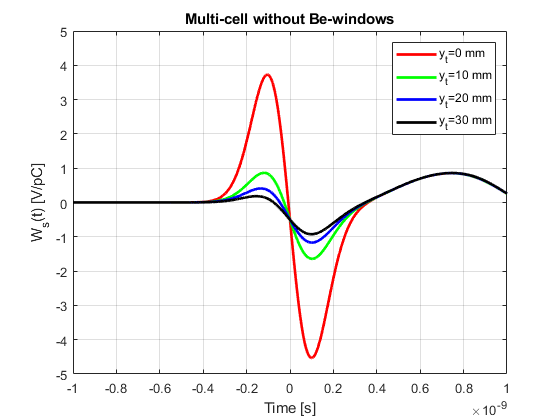 Multi-cell without Be-windows
W_s(t) [V/pC]
5
4
3
2
1
0
-1
-2
-3
-4
-5
y_t=0 mm
y_t=10 mm
y_t=20 mm
y_t=30 mm
-1 -0.8 -0.6 -0.4 -0.2 0 0.2 0.4 0.6 0.8 1
Time [s]
×10^-9